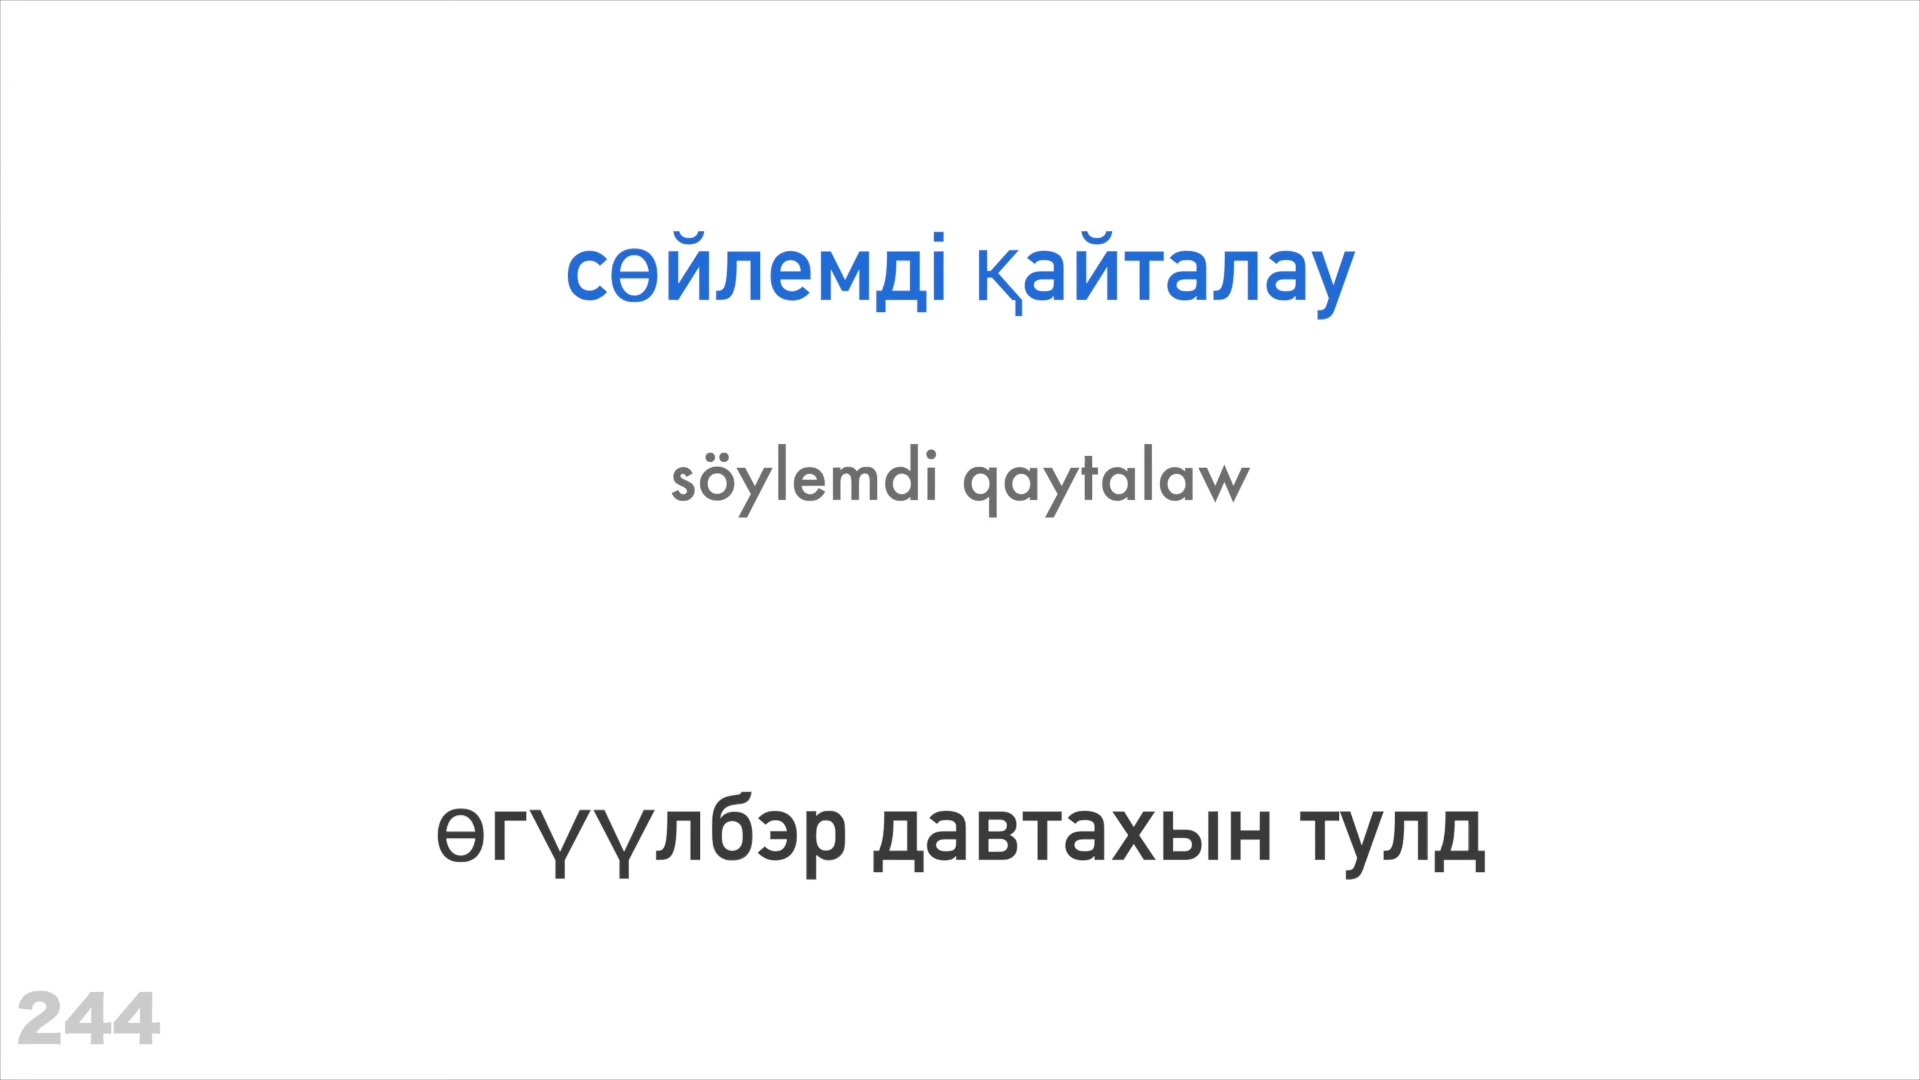 сөйлемді қайталау
söylemdi qaytalaw
өгүүлбэр давтахын тулд
244